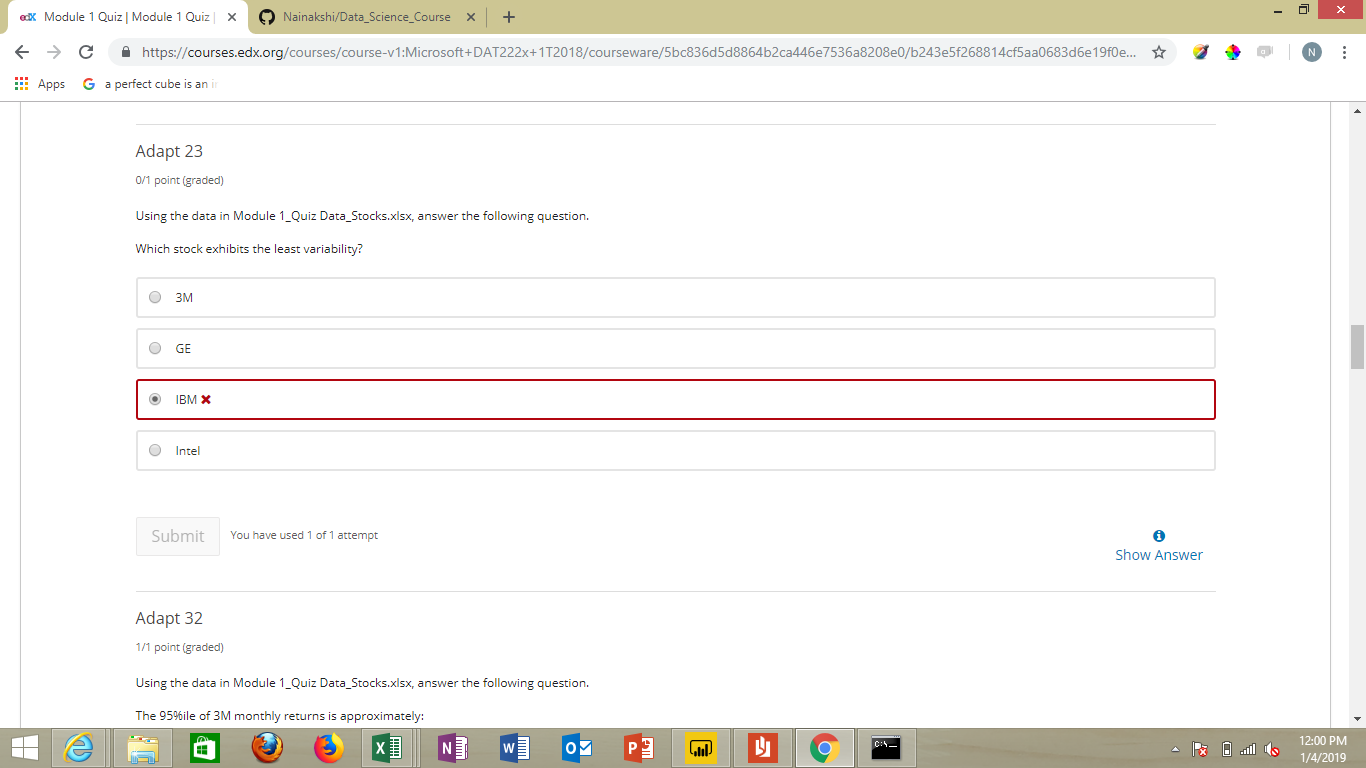 edX Module 1 Quiz | Module 1 Quiz |
Nainakshi/Data_Science_Course
https://courses.edx.org/courses/course-v1:Microsoft+DAT222x+1T2018/courseware/5bc836d5d8864b2ca446e7536a8208e0/b243e5f268814cf5aa0683d6e19f0e...
N
Apps
G a perfect cube is an i
Adapt 23
0/1 point (graded)
Using the data in Module 1_Quiz Data_Stocks.xlsx, answer the following question.
Which stock exhibits the least variability?
3M
GE
IBM
Intel
Submit
You have used 1 of 1 attempt
Show Answer
Adapt 32
1/1 point (graded)
Using the data in Module 1_Quiz Data_Stocks.xlsx, answer the following question.
The 95%ile of 3M monthly returns is approximately:
12:00 PM
1/4/2019